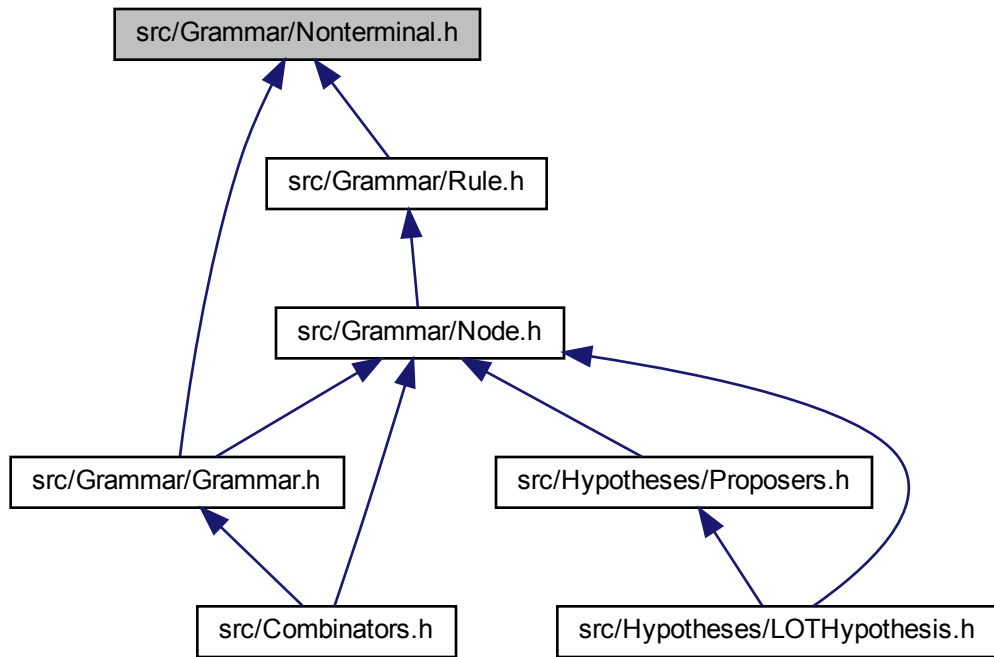 src/Grammar/Nonterminal.h
src/Grammar/Rule.h
src/Grammar/Node.h
src/Grammar/Grammar.h
src/Hypotheses/Proposers.h
src/Combinators.h
src/Hypotheses/LOTHypothesis.h